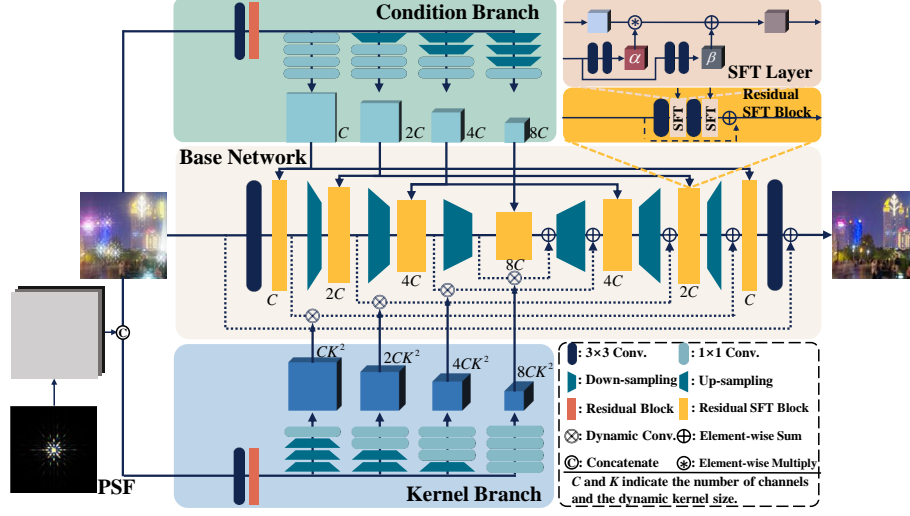 Condition Branch
C
2C
4C
8C
α
β
SFT Layer
Residual
SFT Block
SFT
SFT
Base Network
C
2C
4C
8C
4C
2C
C
C
PSF
CK²
2CK²
4CK²
8CK²
Kernel Branch
: 3×3 Conv.
: 1×1 Conv.
: Down-sampling
: Up-sampling
: Residual Block
: Residual SFT Block
: Dynamic Conv.
: Element-wise Sum
C : Concatenate
: Element-wise Multiply
C and K indicate the number of channels
and the dynamic kernel size.